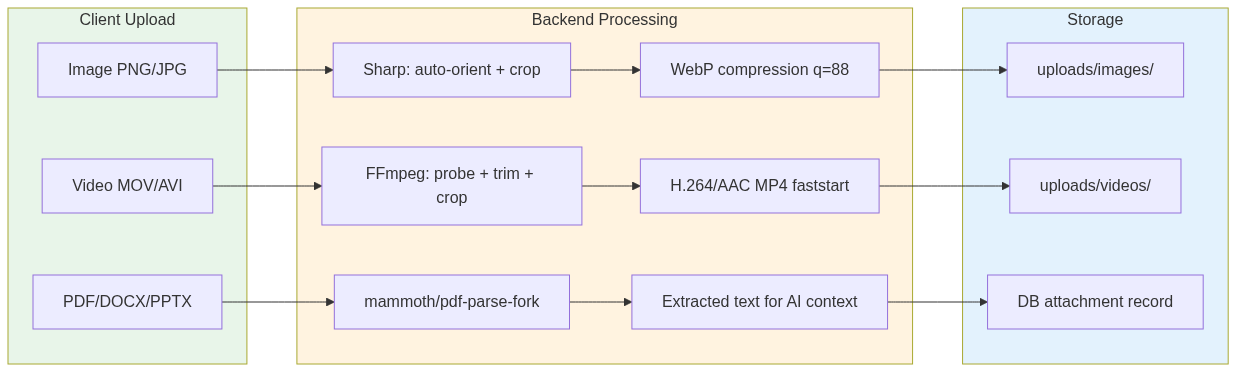 Client Upload
Backend Processing
Storage
Image PNG/JPG
Sharp: auto-orient + crop
WebP compression q=88
uploads/images/
Video MOV/AVI
FFmpeg: probe + trim +
crop
H.264/AAC MP4 faststart
uploads/videos/
PDF/DOCX/PPTX
mammoth/pdf-parse-fork
Extracted text for AI context
DB attachment record